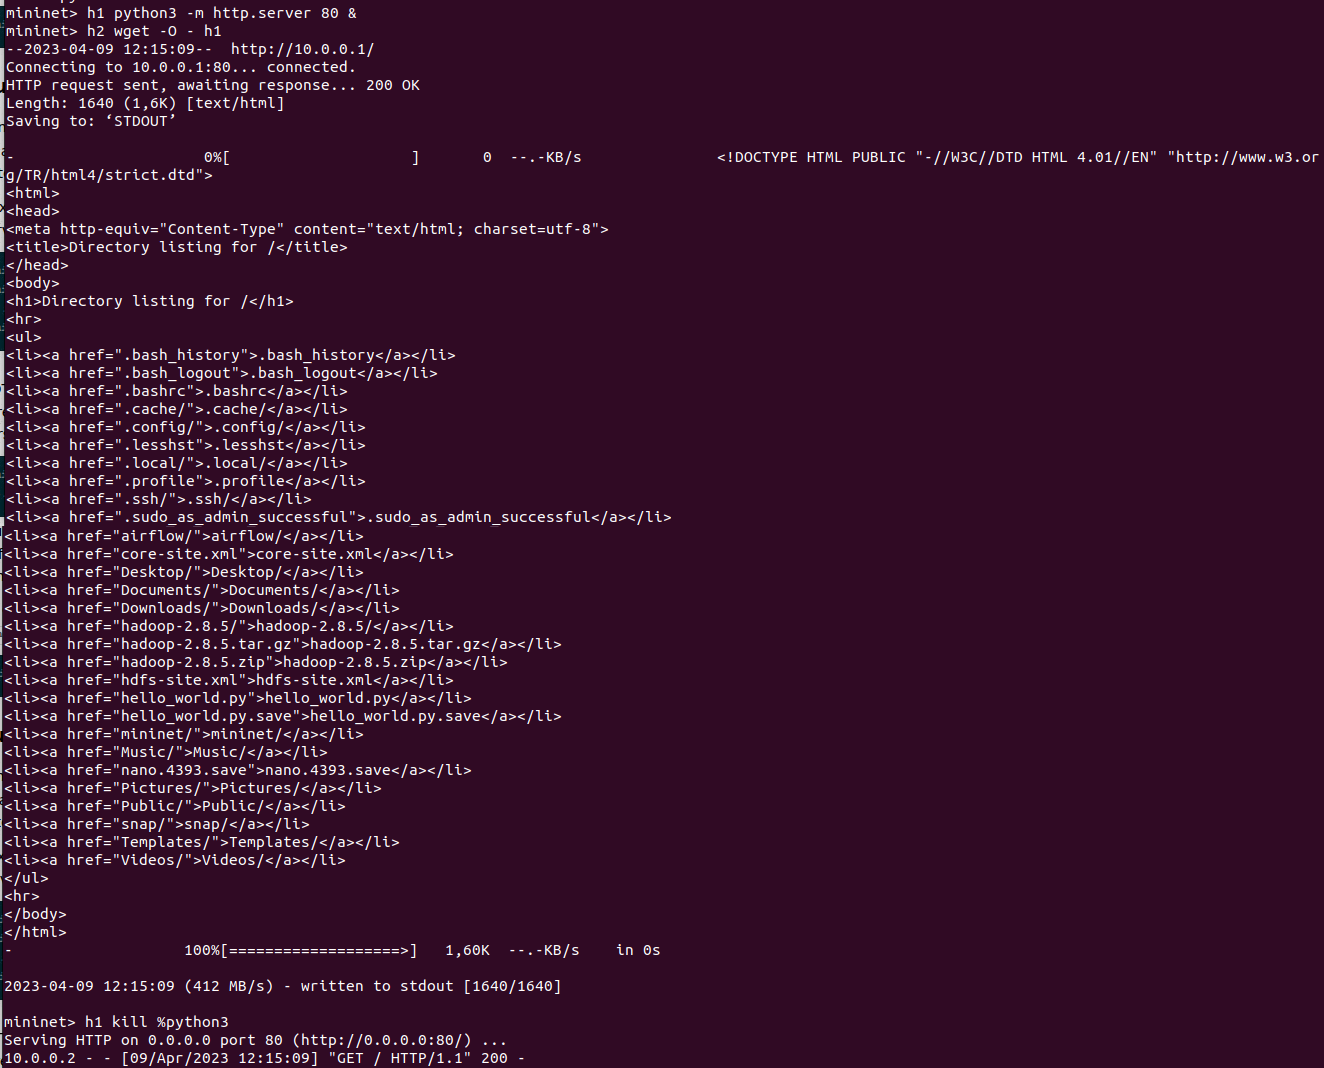 mininet> h1 python3 -m http.server 80 &
mininet> h2 wget -O - h1
--2023-04-09 12:15:09--  http://10.0.0.1/
Connecting to 10.0.0.1:80... connected.
HTTP request sent, awaiting response... 200 OK
Length: 1640 (1,6K) [text/html]
Saving to: ‘STDOUT’
-                     0%[                    ]       0  --.-KB/s               <!DOCTYPE HTML PUBLIC "-//W3C//DTD HTML 4.01//EN" "http://www.w3.or
g/TR/html4/strict.dtd">
<html>
<head>
<meta http-equiv="Content-Type" content="text/html; charset=utf-8">
<title>Directory listing for /</title>
</head>
<body>
<h1>Directory listing for /</h1>
<hr>
<ul>
<li><a href=".bash_history">.bash_history</a></li>
<li><a href=".bash_logout">.bash_logout</a></li>
<li><a href=".bashrc">.bashrc</a></li>
<li><a href=".cache/">.cache/</a></li>
<li><a href=".config/">.config/</a></li>
<li><a href=".lesshst">.lesshst</a></li>
<li><a href=".local/">.local/</a></li>
<li><a href=".profile">.profile</a></li>
<li><a href=".ssh/">.ssh/</a></li>
<li><a href=".sudo_as_admin_successful">.sudo_as_admin_successful</a></li>
<li><a href="airflow/">airflow/</a></li>
<li><a href="core-site.xml">core-site.xml</a></li>
<li><a href="Desktop/">Desktop/</a></li>
<li><a href="Documents/">Documents/</a></li>
<li><a href="Downloads/">Downloads/</a></li>
<li><a href="hadoop-2.8.5/">hadoop-2.8.5/</a></li>
<li><a href="hadoop-2.8.5.tar.gz">hadoop-2.8.5.tar.gz</a></li>
<li><a href="hadoop-2.8.5.zip">hadoop-2.8.5.zip</a></li>
<li><a href="hdfs-site.xml">hdfs-site.xml</a></li>
<li><a href="hello_world.py">hello_world.py</a></li>
<li><a href="hello_world.py.save">hello_world.py.save</a></li>
<li><a href="mininet/">mininet/</a></li>
<li><a href="Music/">Music/</a></li>
<li><a href="nano.4393.save">nano.4393.save</a></li>
<li><a href="Pictures/">Pictures/</a></li>
<li><a href="Public/">Public/</a></li>
<li><a href="snap/">snap/</a></li>
<li><a href="Templates/">Templates/</a></li>
<li><a href="Videos/">Videos/</a></li>
</ul>
<hr>
</body>
</html>
-                   100%[===================>]   1,60K  --.-KB/s    in 0s
2023-04-09 12:15:09 (412 MB/s) - written to stdout [1640/1640]
mininet> h1 kill %python3
Serving HTTP on 0.0.0.0 port 80 (http://0.0.0.0:80/) ...
10.0.0.2 - - [09/Apr/2023 12:15:09] "GET / HTTP/1.1" 200 -